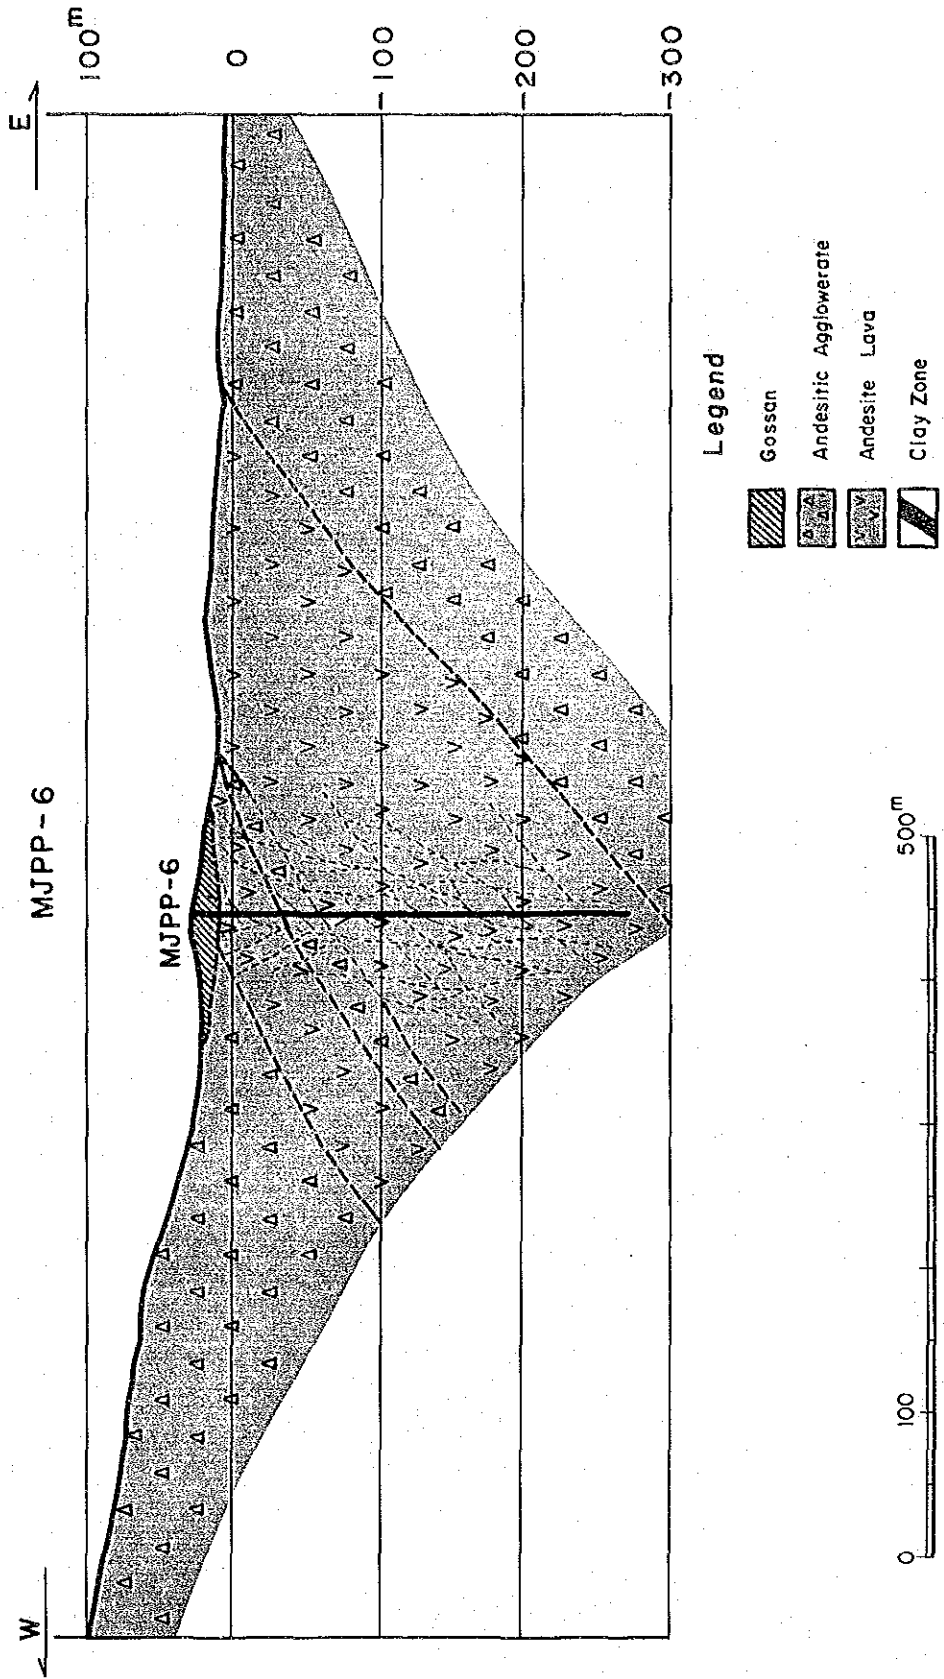 MJPP-6
W
E
MJPP-6
100m
0
-100
-200
-300
Legend
Gossan
Andesitic Agglowerate
Andesite Lava
Clay Zone
0
100
500m